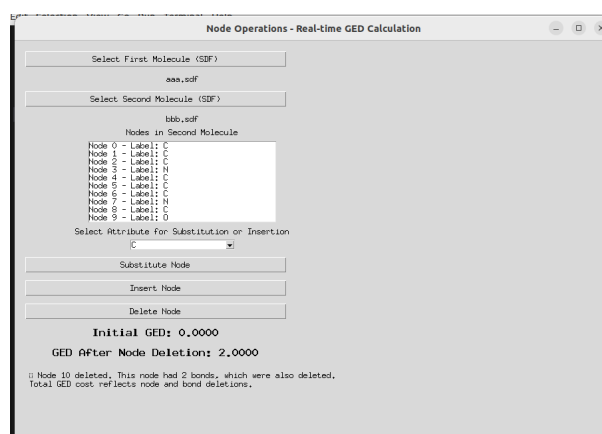 Node Operations - Real-time GED Calculation
Select First Molecule (SDF)
aaa.sdf
Select Second Molecule (SDF)
bbb.sdf
Nodes in Second Molecule
Node 0 - Label: C
Node 1 - Label: C
Node 2 - Label: C
Node 3 - Label: N
Node 4 - Label: C
Node 5 - Label: C
Node 6 - Label: C
Node 7 - Label: N
Node 8 - Label: C
Node 9 - Label: O
Select Attribute for Substitution or Insertion
C
Substitute Node
Insert Node
Delete Node
Initial GED: 0.0000
GED After Node Deletion: 2.0000
Node 10 deleted. This node had 2 bonds, which were also deleted.
Total GED cost reflects node and bond deletions.